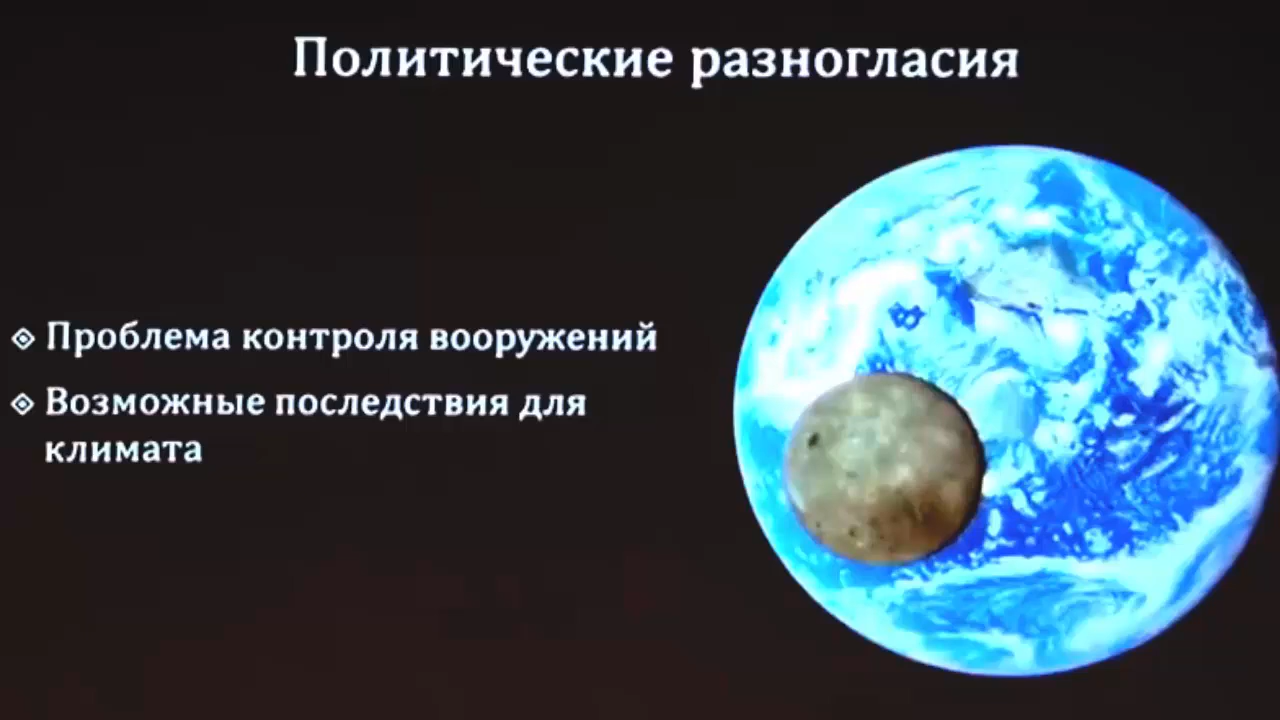 Политические разногласия
Проблема контроля вооружений
Возможные последствия для
климата